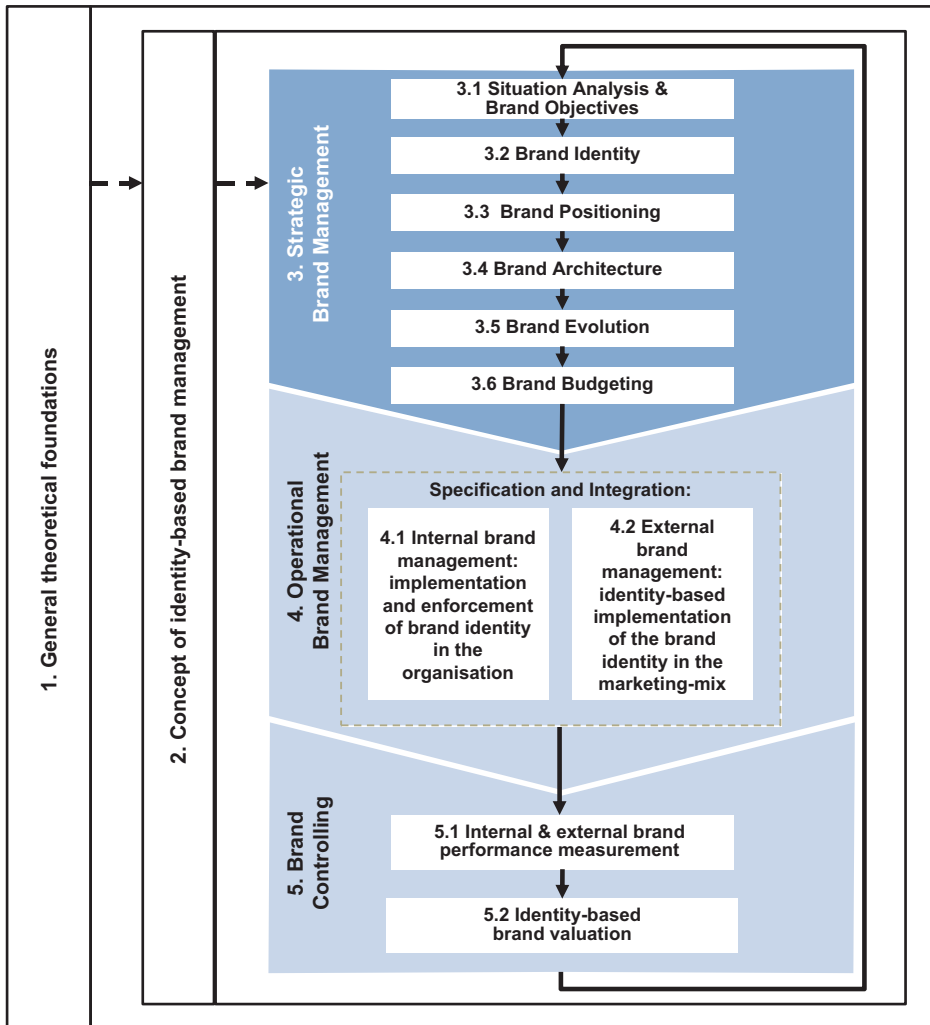 1. General theoretical foundations
2. Concept of identity-based brand management
3. Strategic
Brand Management
3.1 Situation Analysis &
Brand Objectives
3.2 Brand Identity
3.3 Brand Positioning
3.4 Brand Architecture
3.5 Brand Evolution
3.6 Brand Budgeting
4. Operational
Brand Management
Specification and Integration:
4.1 Internal brand
management:
implementation
and enforcement
of brand identity
in the
organisation
4.2 External
brand
management:
identity-based
implementation
of the brand
identity in the
marketing-mix
5. Brand
Controlling
5.1 Internal & external brand
performance measurement
5.2 Identity-based
brand valuation